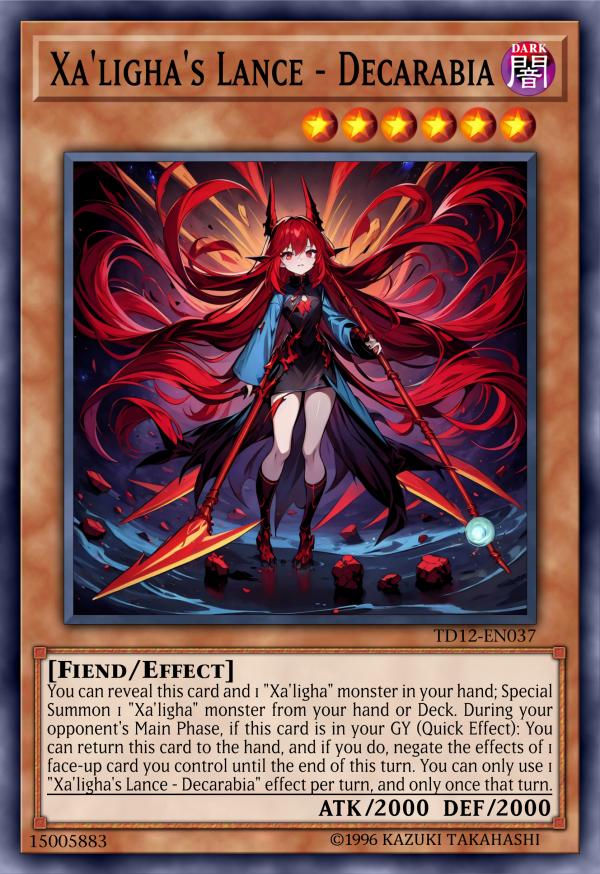 Xa'ligha's Lance - Decarabia
DARK
闇
TD12-EN037
[Fiend/Effect]
You can reveal this card and 1 "Xa'ligha" monster in your hand; Special
Summon 1 "Xa'ligha" monster from your hand or Deck. During your
opponent's Main Phase, if this card is in your GY (Quick Effect): You
can return this card to the hand, and if you do, negate the effects of 1
face-up card you control until the end of this turn. You can only use 1
"Xa'ligha's Lance - Decarabia" effect per turn, and only once that turn.
ATK/2000 DEF/2000
15005883
©1996 KAZUKI TAKAHASHI